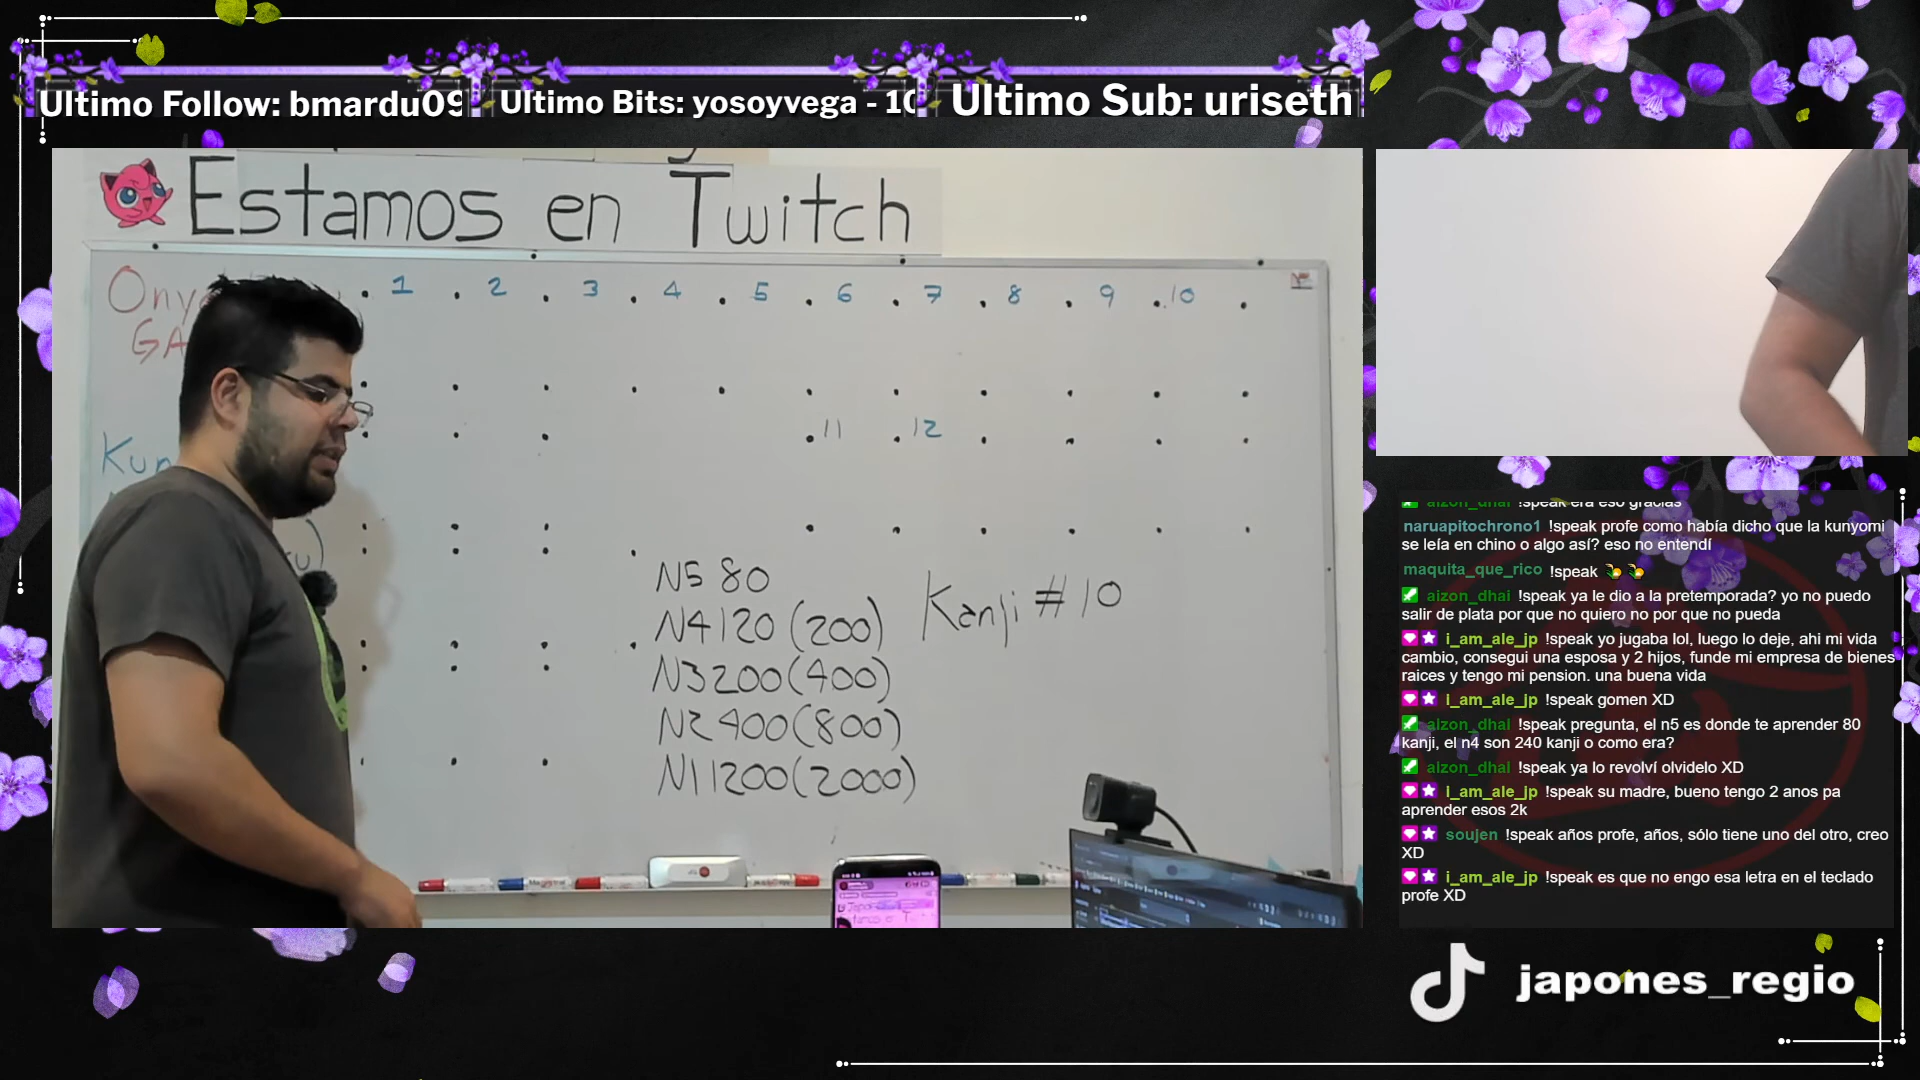 Ultimo Follow: bmardu09
Ultimo Bits: yosoyvega - 10
Ultimo Sub: uriseth
Estamos en Twitch
1 2 3 4 5 6 7 8 9 10
GA
11 12
N5 80
N4 120 (200)
Kanji #10
N3 200 (400)
N2 400 (800)
N1 1200 (2000)
aizon_dhai !speak era eso gracias
naruapitochrono1 !speak profe como había dicho que la kunyomi
se leía en chino o algo así? eso no entendí
maquita_que_rico !speak
aizon_dhai !speak ya le dio a la pretemporada? yo no puedo
salir de plata por que no quiero no por que no pueda
i_am_ale_jp !speak yo jugaba lol, luego lo deje, ahi mi vida
cambio, consegui una esposa y 2 hijos, funde mi empresa de bienes
raices y tengo mi pension. una buena vida
i_am_ale_jp !speak gomen XD
aizon_dhai !speak pregunta, el n5 es donde te aprender 80
kanji, el n4 son 240 kanji o como era?
aizon_dhai !speak ya lo revolví olvidelo XD
i_am_ale_jp !speak su madre, bueno tengo 2 anos pa
aprender esos 2k
soujen !speak años profe, años, sólo tiene uno del otro, creo
XD
i_am_ale_jp !speak es que no engo esa letra en el teclado
profe XD
japones_regio